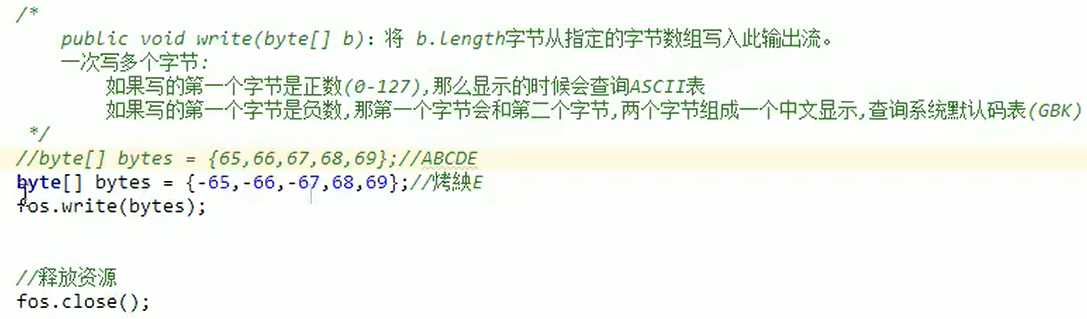 /*
public void write(byte[] b)：将 b.length字节从指定的字节数组写入此输出流。
一次写多个字节：
如果写的第一个字节是正数(0-127),那么显示的时候会查询ASCII表
如果写的第一个字节是负数,那第一个字节会和第二个字节,两个字节组成一个中文显示,查询系统默认码表(GBK)
*/
//byte[] bytes = {65,66,67,68,69};//ABCDE
byte[] bytes = {-65,-66,-67,68,69};//烤紻E
fos.write(bytes);
//释放资源
fos.close();